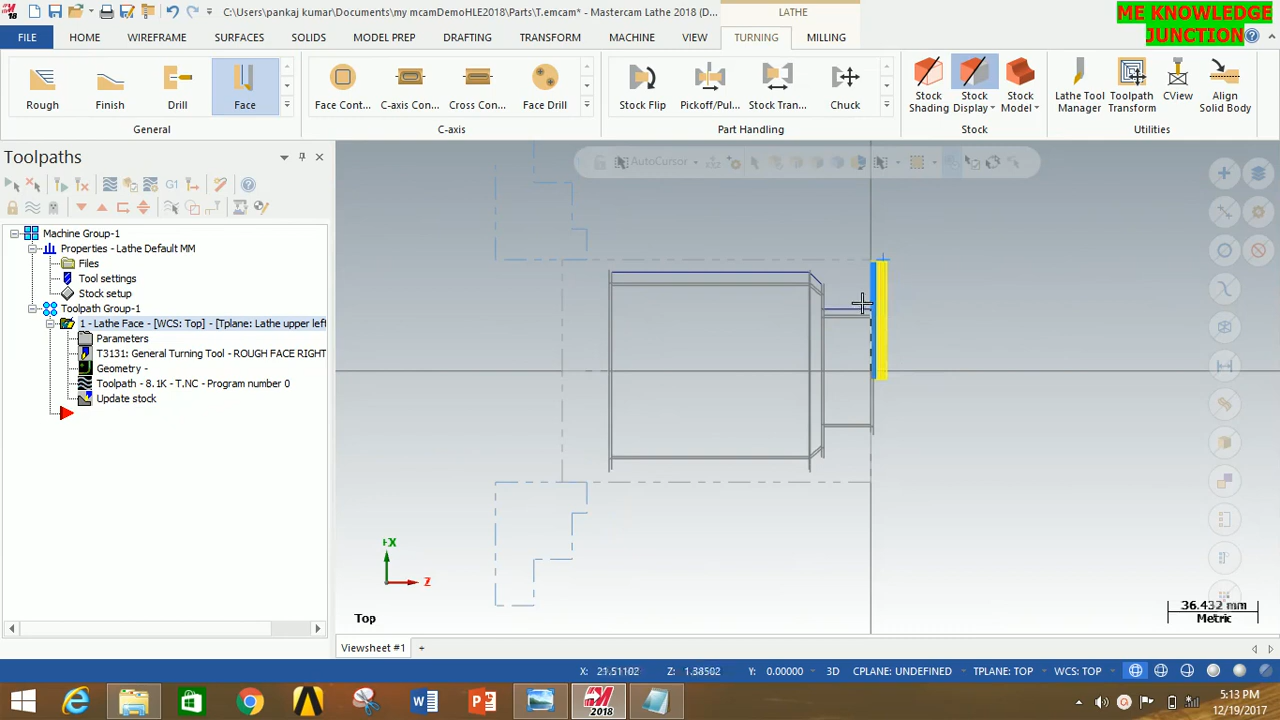 C:\Users\pankaj kumar\Documents\my mcamDemoHLE2018\Parts\T.emcam* - Mastercam Lathe 2018 (D...
LATHE
ME KNOWLEDGE
JUNCTION
FILE HOME WIREFRAME SURFACES SOLIDS MODEL PREP DRAFTING TRANSFORM MACHINE VIEW TURNING MILLING
Rough Finish Drill Face Face Cont... C-axis Con... Cross Con... Face Drill Stock Flip Pickoff/Pul... Stock Tran... Chuck
Stock Shading Stock Display Stock Model Lathe Tool Manager Toolpath Transform CView Align Solid Body
General C-axis Part Handling Stock Utilities
Toolpaths
AutoCursor
G1
Machine Group-1
Properties - Lathe Default MM
Files
Tool settings
Stock setup
Toolpath Group-1
1 - Lathe Face - [WCS: Top] - [Tplane: Lathe upper left
Parameters
T3131: General Turning Tool - ROUGH FACE RIGHT
Geometry -
Toolpath - 8.1K - T.NC - Program number 0
Update stock
+X
Z
Top
36.432 mm
Metric
Viewsheet #1 +
X: 21.51102 Z: 1.38502 Y: 0.00000 3D CPLANE: UNDEFINED TPLANE: TOP WCS: TOP
2018
5:13 PM
12/19/2017